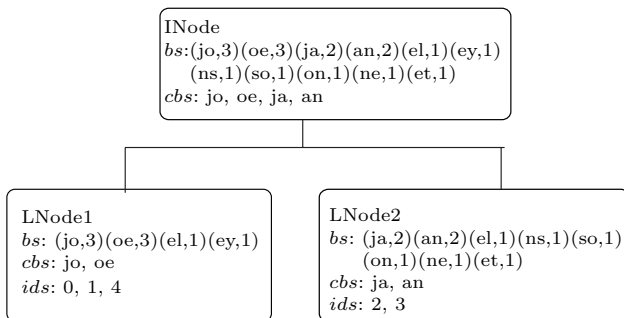 INode
bs:(jo,3)(oe,3)(ja,2)(an,2)(el,1)(ey,1)
(ns,1)(so,1)(on,1)(ne,1)(et,1)
cbs: jo, oe, ja, an
LNode1
bs: (jo,3)(oe,3)(el,1)(ey,1)
cbs: jo, oe
ids: 0, 1, 4
LNode2
bs: (ja,2)(an,2)(el,1)(ns,1)(so,1)
(on,1)(ne,1)(et,1)
cbs: ja, an
ids: 2, 3